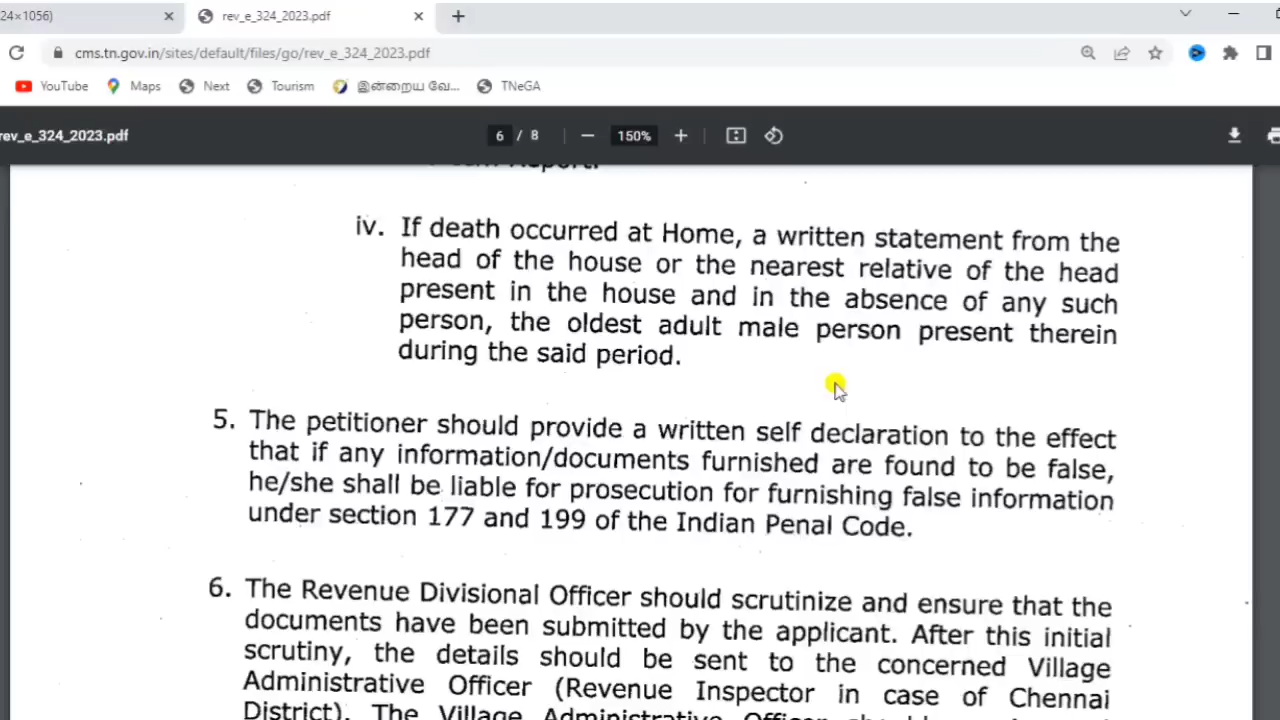 24×1056)
rev_e_324_2023.pdf
cms.tn.gov.in/sites/default/files/go/rev_e_324_2023.pdf
YouTube Maps Next Tourism இன்றைய வே... TNeGA
rev_e_324_2023.pdf 6 / 8 150%
Report.
iv. If death occurred at Home, a written statement from the
head of the house or the nearest relative of the head
present in the house and in the absence of any such
person, the oldest adult male person present therein
during the said period.
5. The petitioner should provide a written self declaration to the effect
that if any information/documents furnished are found to be false,
he/she shall be liable for prosecution for furnishing false information
under section 177 and 199 of the Indian Penal Code.
6. The Revenue Divisional Officer should scrutinize and ensure that the
documents have been submitted by the applicant. After this initial
scrutiny, the details should be sent to the concerned Village
Administrative Officer (Revenue Inspector in case of Chennai
District). The Village Administrative Officer should